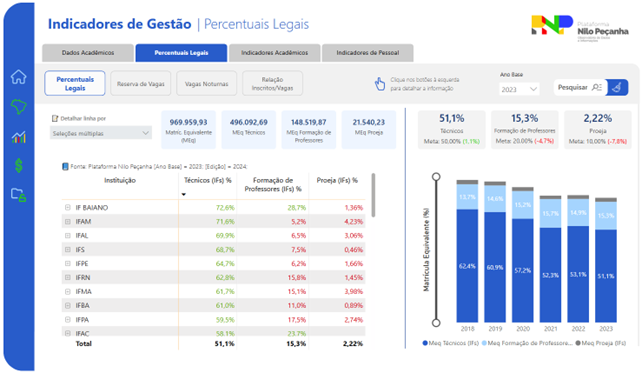 Indicadores de Gestão | Percentuais Legais
Plataforma
Nilo Peçanha
Dados Acadêmicos
Percentuais Legais
Indicadores Acadêmicos
Indicadores de Pessoal
Percentuais Legais
Reserva de Vagas
Vagas Noturnas
Relação Inscritos/Vagas
Clique nos botões à esquerda
para detalhar a informação
Ano Base
2023
Pesquisar
Detalhar linha por
Seleções múltiplas
969.959,93
Matríc. Equivalente
(MEq)
496.092,69
MEq Técnicos
148.519,87
MEq Formação de
Professores
21.540,23
MEq Proeja
51,1%
Técnicos
Meta: 50.00% (1.1%)
15,3%
Formação de Professores
Meta: 20.00% (-4.7%)
2,22%
Proeja
Meta: 10.00% (-7.8%)
Fonte: Plataforma Nilo Peçanha [Ano Base] = 2023; [Edição] = 2024;
Instituição Técnicos (IFs) % Formação de Professores (IFs) % Proeja (IFs) %
IF BAIANO 72,6% 28,7% 1,36%
IFAM 71,6% 5,2% 4,23%
IFAL 69,9% 6,5% 3,06%
IFS 68,7% 7,5% 0,46%
IFPE 64,7% 6,2% 1,66%
IFRN 62,8% 15,8% 1,45%
IFMA 61,7% 15,1% 3,98%
IFBA 61,0% 11,0% 0,89%
IFPA 59,5% 17,5% 2,74%
IFAC 58,1% 23,7%
Total 51,1% 15,3% 2,22%
Matrícula Equivalente (%)
13,7% 14,6% 15,2% 15,7% 14,9% 15,3%
62,4% 60,9% 57,2% 52,3% 53,1% 51,1%
2018 2019 2020 2021 2022 2023
Meq Técnicos (IFs) Meq Formação de Professore... Meq Proeja (IFs)